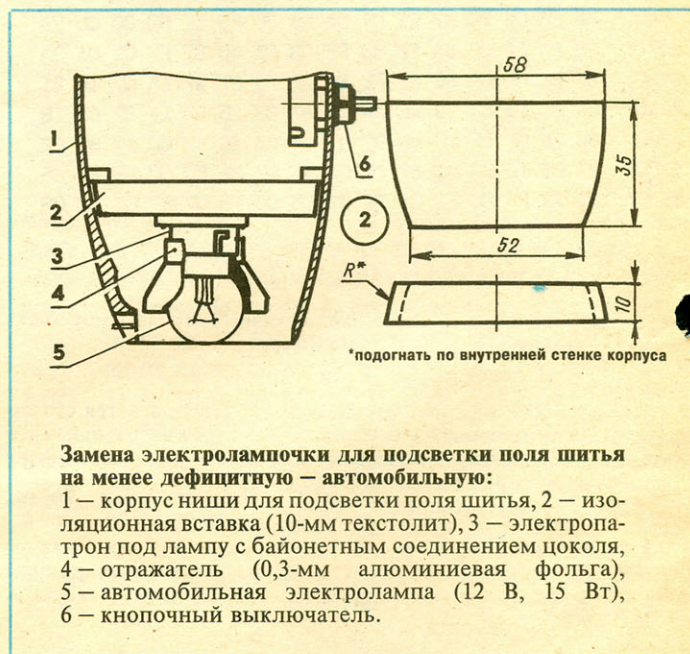 58
1
6
35
2
2
3
52
4
R*
10
5
*подогнать по внутренней стенке корпуса
Замена электролампочки для подсветки поля шитья
на менее дефицитную — автомобильную:
1 — корпус ниши для подсветки поля шитья, 2 — изо-
ляционная вставка (10-мм текстолит), 3 — электропа-
трон под лампу с байонетным соединением цоколя,
4 — отражатель (0,3-мм алюминиевая фольга),
5 — автомобильная электролампа (12 В, 15 Вт),
6 — кнопочный выключатель.